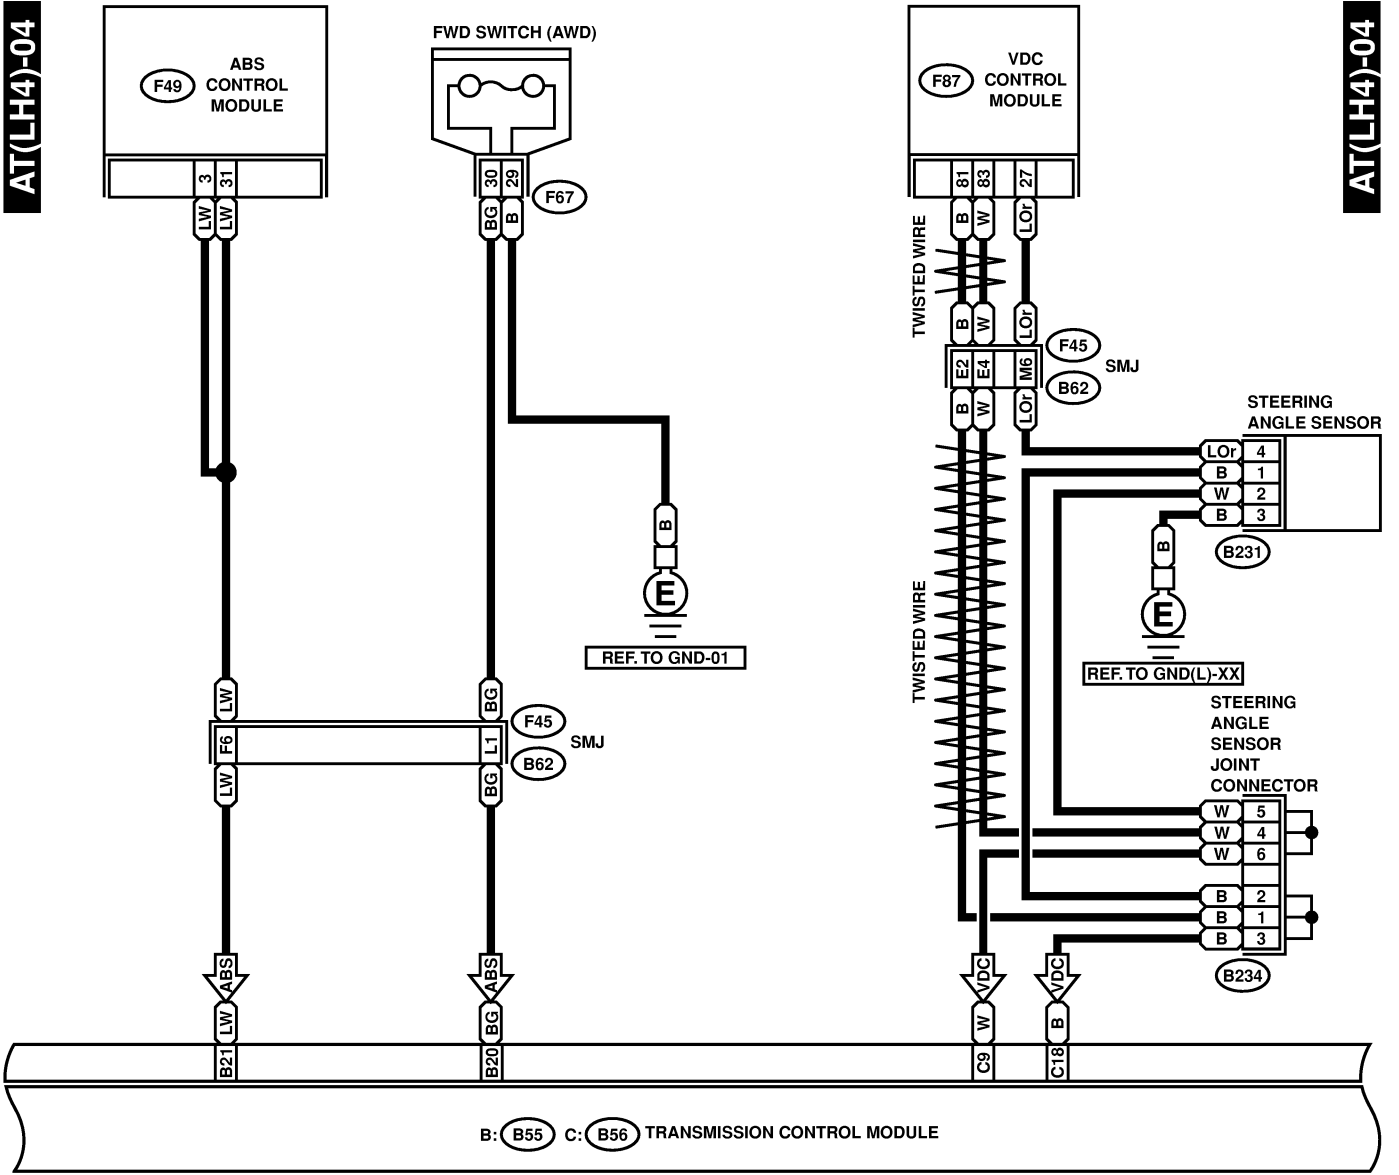 AT(LH4)-04
AT(LH4)-04
F49
ABS
CONTROL
MODULE
3
31
LW
LW
FWD SWITCH (AWD)
30
29
F67
BG
B
F87
VDC
CONTROL
MODULE
81
83
27
B
W
LOr
TWISTED WIRE
B
W
LOr
E2
E4
M6
F45
B62
SMJ
B
W
LOr
STEERING
ANGLE SENSOR
LOr 4
B 1
W 2
B 3
B231
B
E
REF. TO GND-01
B
E
REF. TO GND(L)-XX
TWISTED WIRE
LW
BG
F6
L1
F45
B62
SMJ
LW
BG
STEERING
ANGLE
SENSOR
JOINT
CONNECTOR
W 5
W 4
W 6
B 2
B 1
B 3
B234
ABS
ABS
VDC
VDC
LW
BG
W
B
B21
B20
C9
C18
B: B55 C: B56 TRANSMISSION CONTROL MODULE